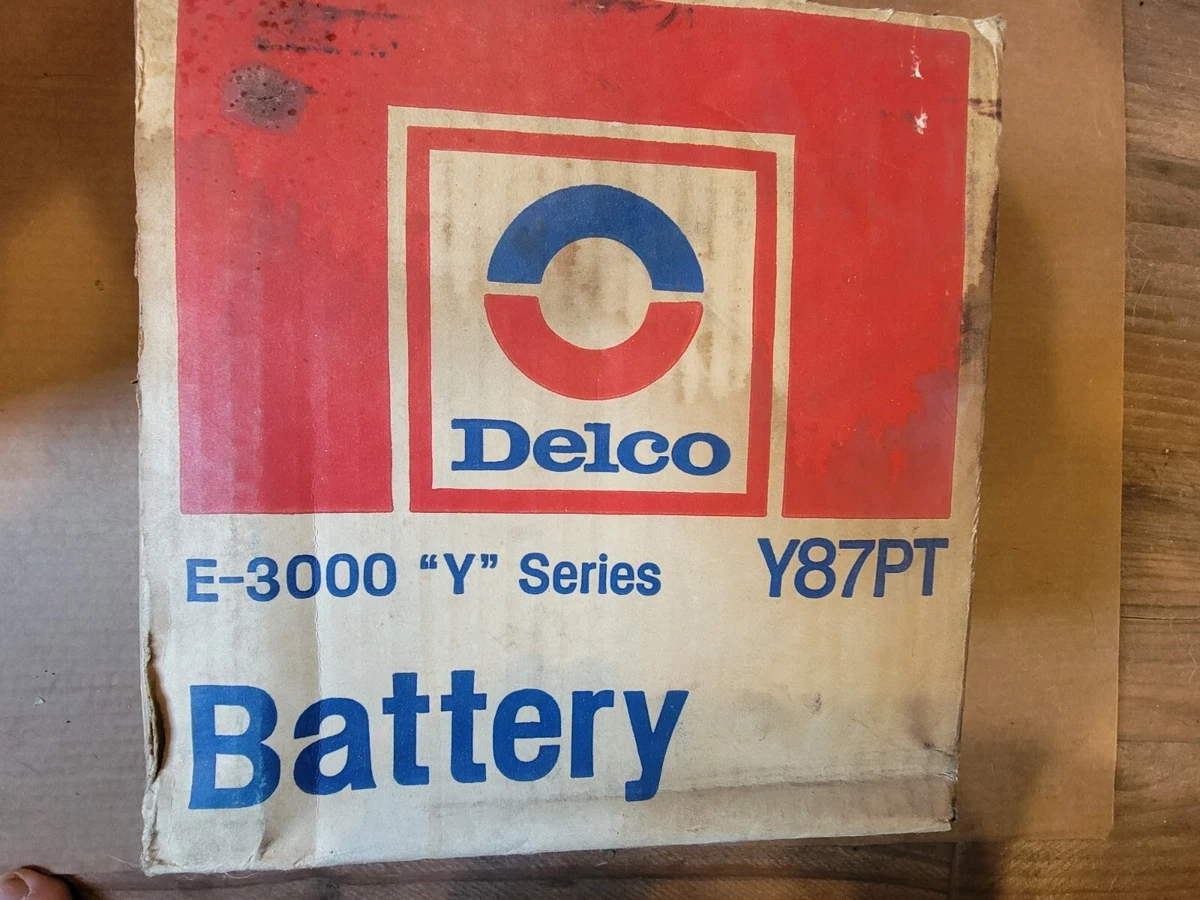 Delco
E-3000 “Y” Series Y87PT
Battery